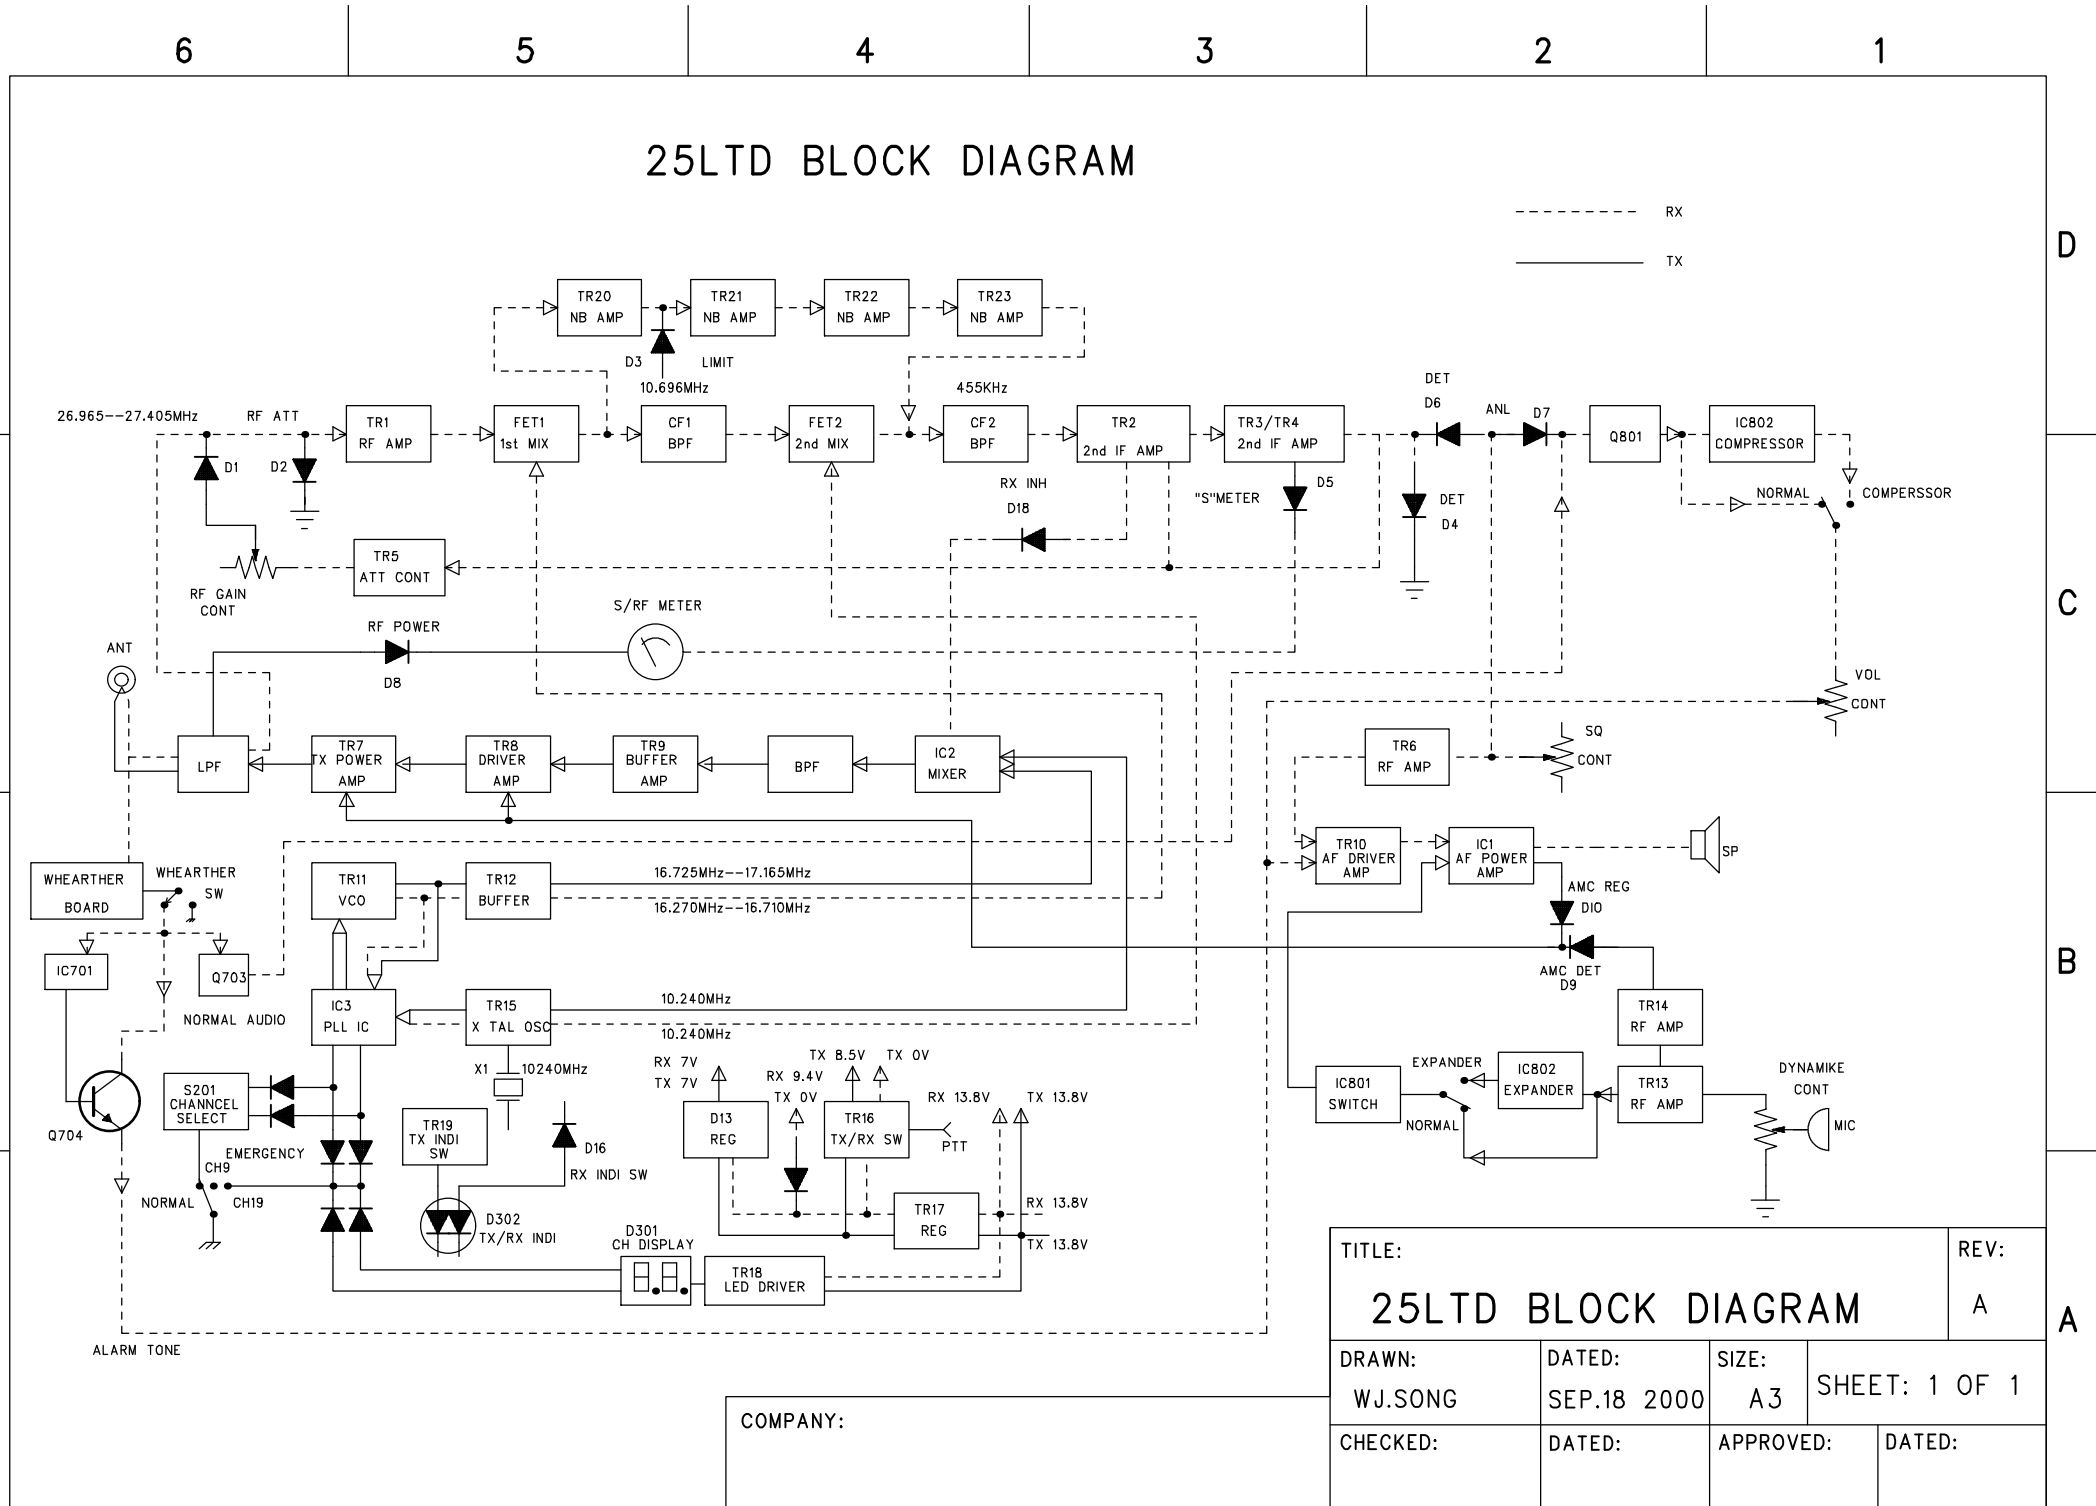 6 5 4 3 2 1
25LTD BLOCK DIAGRAM
RX
TX
D
TR20
NB AMP
TR21
NB AMP
TR22
NB AMP
TR23
NB AMP
D3
LIMIT
10.696MHz
455KHz
26.965--27.405MHz
RF ATT
TR1
RF AMP
FET1
1st MIX
CF1
BPF
FET2
2nd MIX
CF2
BPF
TR2
2nd IF AMP
TR3/TR4
2nd IF AMP
DET
D6
ANL
D7
Q801
IC802
COMPRESSOR
D1
D2
RX INH
D18
"S"METER
D5
DET
D4
NORMAL
COMPERSSOR
TR5
ATT CONT
RF GAIN
CONT
C
S/RF METER
RF POWER
D8
ANT
VOL
CONT
LPF
TR7
TX POWER
AMP
TR8
DRIVER
AMP
TR9
BUFFER
AMP
BPF
IC2
MIXER
TR6
RF AMP
SQ
CONT
TR10
AF DRIVER
AMP
IC1
AF POWER
AMP
SP
WHEARTHER
BOARD
WHEARTHER
SW
TR11
VCO
TR12
BUFFER
16.725MHz--17.165MHz
16.270MHz--16.710MHz
AMC REG
D10
IC701
Q703
AMC DET
D9
B
NORMAL AUDIO
IC3
PLL IC
TR15
X TAL OSC
10.240MHz
10.240MHz
TR14
RF AMP
X1
10240MHz
RX 7V
TX 7V
TX 8.5V
TX 0V
RX 9.4V
TX 0V
RX 13.8V
TX 13.8V
S201
CHANNCEL
SELECT
Q704
TR19
TX INDI
SW
D16
RX INDI SW
D13
REG
TR16
TX/RX SW
PTT
IC801
SWITCH
EXPANDER
NORMAL
IC802
EXPANDER
TR13
RF AMP
DYNAMIKE
CONT
MIC
EMERGENCY
CH9
NORMAL
CH19
D302
TX/RX INDI
TR17
REG
RX 13.8V
TX 13.8V
D301
CH DISPLAY
8.8.
TR18
LED DRIVER
ALARM TONE
A
TITLE:
25LTD BLOCK DIAGRAM
REV:
A
DRAWN:
WJ.SONG
DATED:
SEP.18 2000
SIZE:
A3
SHEET: 1 OF 1
COMPANY:
CHECKED:
DATED:
APPROVED:
DATED: